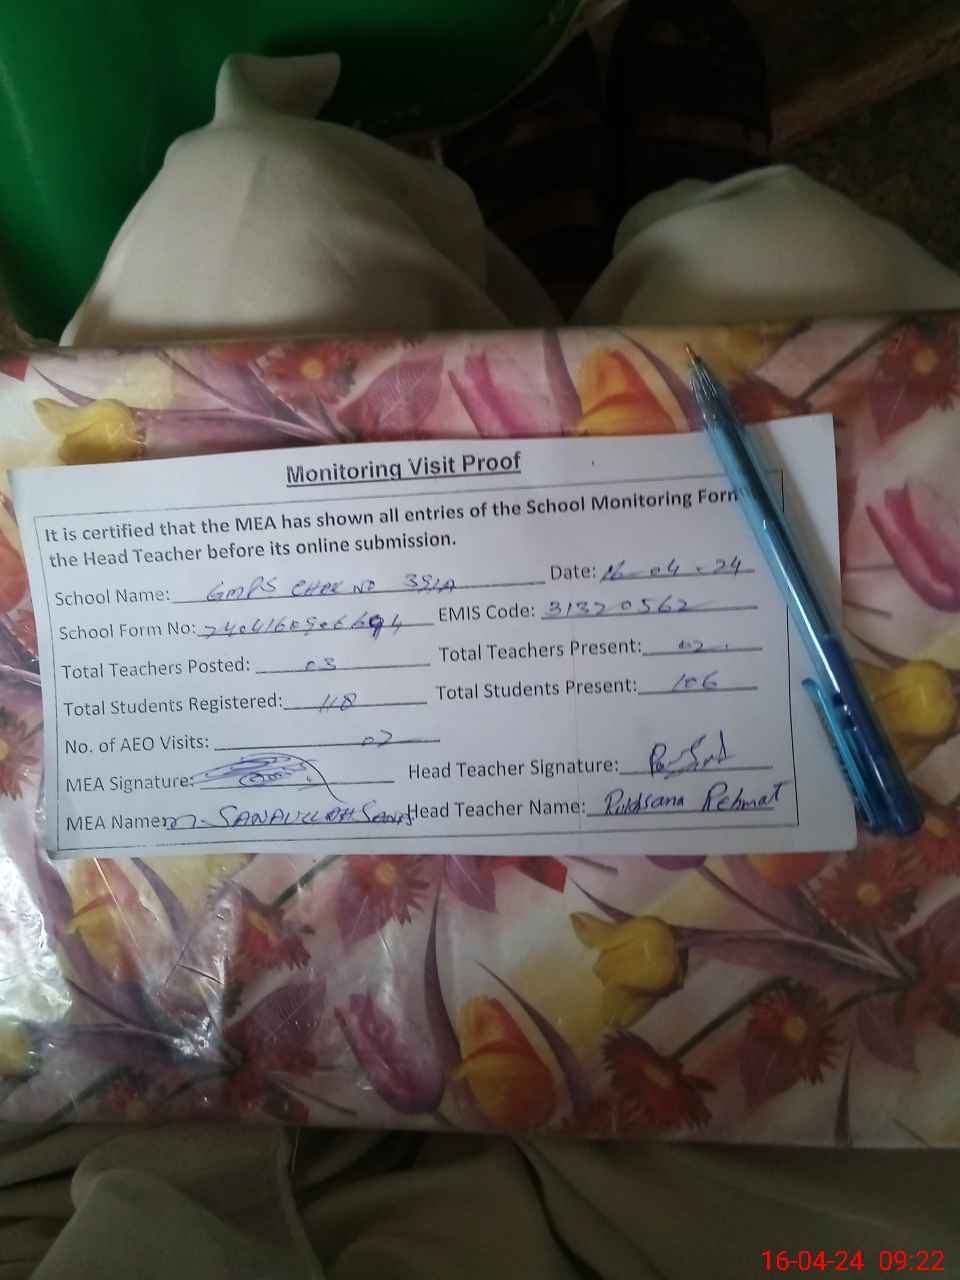 Monitoring Visit Proof
It is certified that the MEA has shown all entries of the School Monitoring Form
the Head Teacher before its online submission.
School Name: GMPS CHAK NO 39/A Date: 16-04-24
School Form No: EMIS Code: 31320562
Total Teachers Posted: 03 Total Teachers Present: 02
Total Students Registered: 118 Total Students Present: 106
No. of AEO Visits: 02
MEA Signature: Head Teacher Signature:
MEA Name: M. SANAULLAH Head Teacher Name: Rukhsana Rehmat
16-04-24 09:22